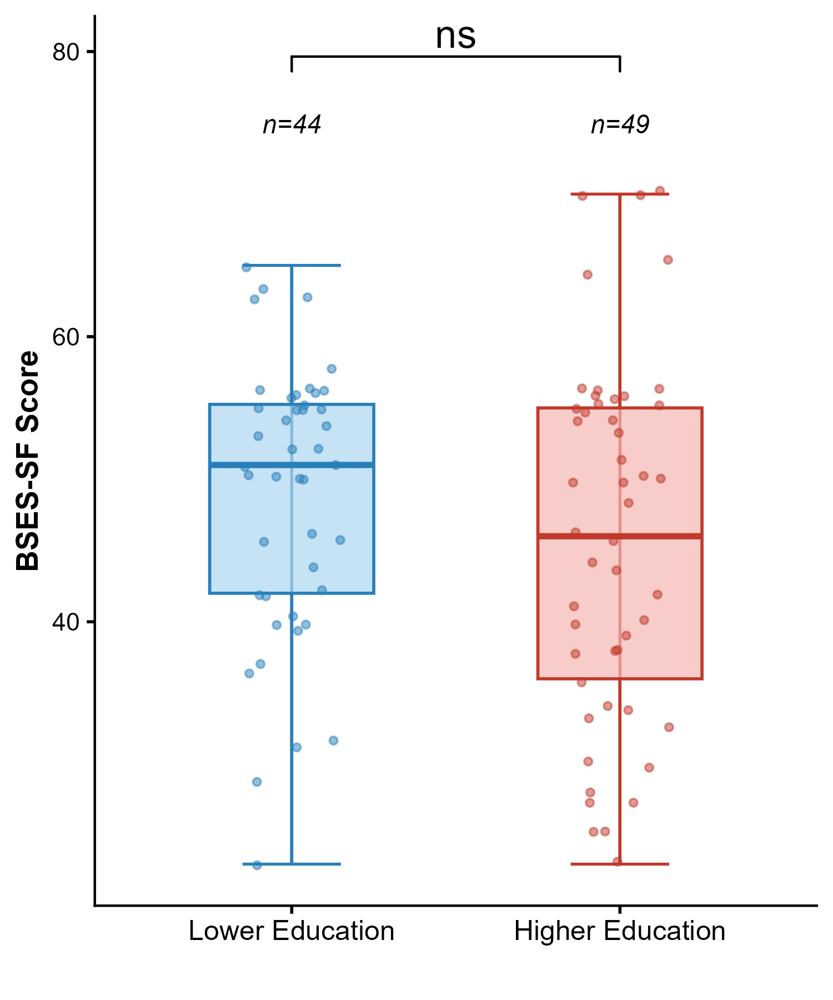 ns
80
n=44
n=49
60
BSES-SF Score
40
Lower Education
Higher Education